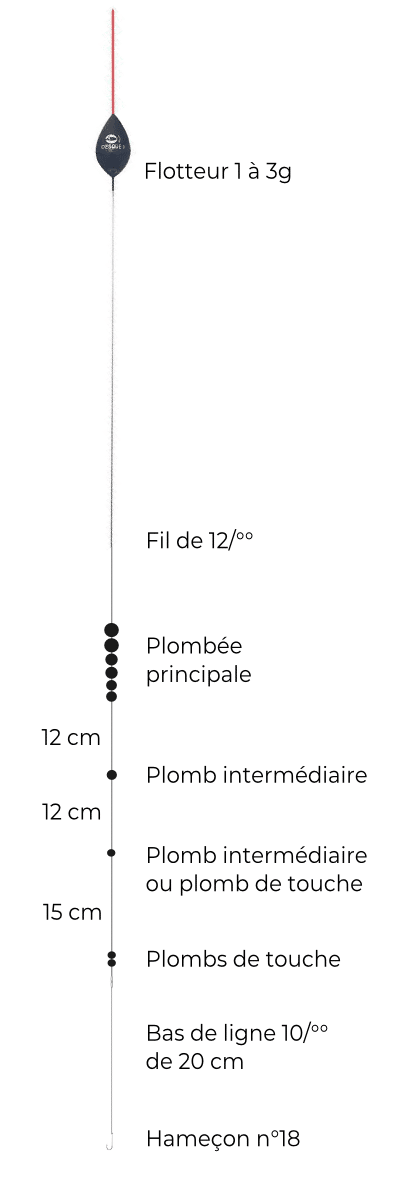 Flotteur 1 à 3g
Fil de 12/°°
Plombée
principale
12 cm
Plomb intermédiaire
12 cm
Plomb intermédiaire
ou plomb de touche
15 cm
Plombs de touche
Bas de ligne 10/°°
de 20 cm
Hameçon n°18